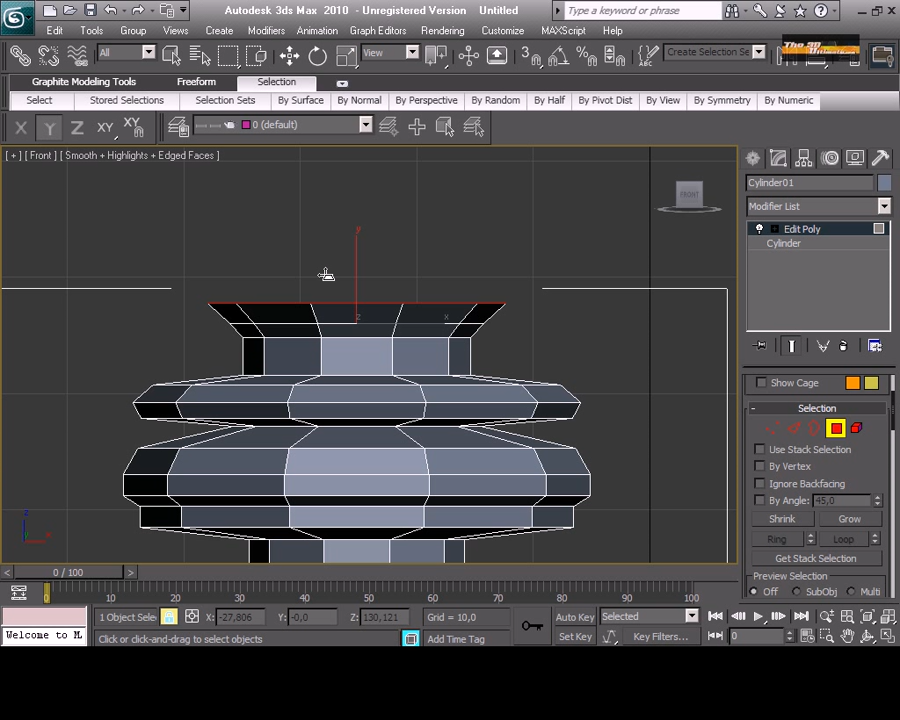 Autodesk 3ds Max 2010 - Unregistered Version Untitled
Type a keyword or phrase
Edit Tools Group Views Create Modifiers Animation Graph Editors Rendering Customize MAXScript Help
All View Create Selection Se
Graphite Modeling Tools Freeform Selection
Select Stored Selections Selection Sets By Surface By Normal By Perspective By Random By Half By Pivot Dist By View By Symmetry By Numeric
X Y Z XY XY 0 (default)
[ + ] [ Front ] [ Smooth + Highlights + Edged Faces ]
FRONT
Cylinder01
Modifier List
Edit Poly
Cylinder
y
z x
Show Cage
- Selection
Use Stack Selection
By Vertex
Ignore Backfacing
By Angle: 45,0
Shrink Grow
Ring Loop
Get Stack Selection
Preview Selection
Off SubObj Multi
z
x
< 0 / 100 >
0 10 20 30 40 50 60 70 80 90 100
1 Object Sele X: -27,806 Y: -0,0 Z: 130,121 Grid = 10,0 Auto Key Selected
Welcome to M Click or click-and-drag to select objects Add Time Tag Set Key Key Filters... 0